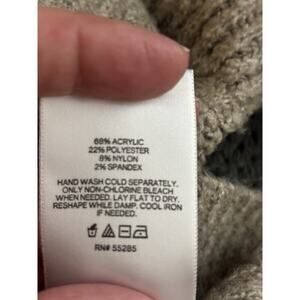 68% ACRYLIC
22% POLYESTER
8% NYLON
2% SPANDEX
HAND WASH COLD SEPARATELY.
ONLY NON-CHLORINE BLEACH
WHEN NEEDED. LAY FLAT TO DRY.
RESHAPE WHILE DAMP. COOL IRON
IF NEEDED.
RN# 55285